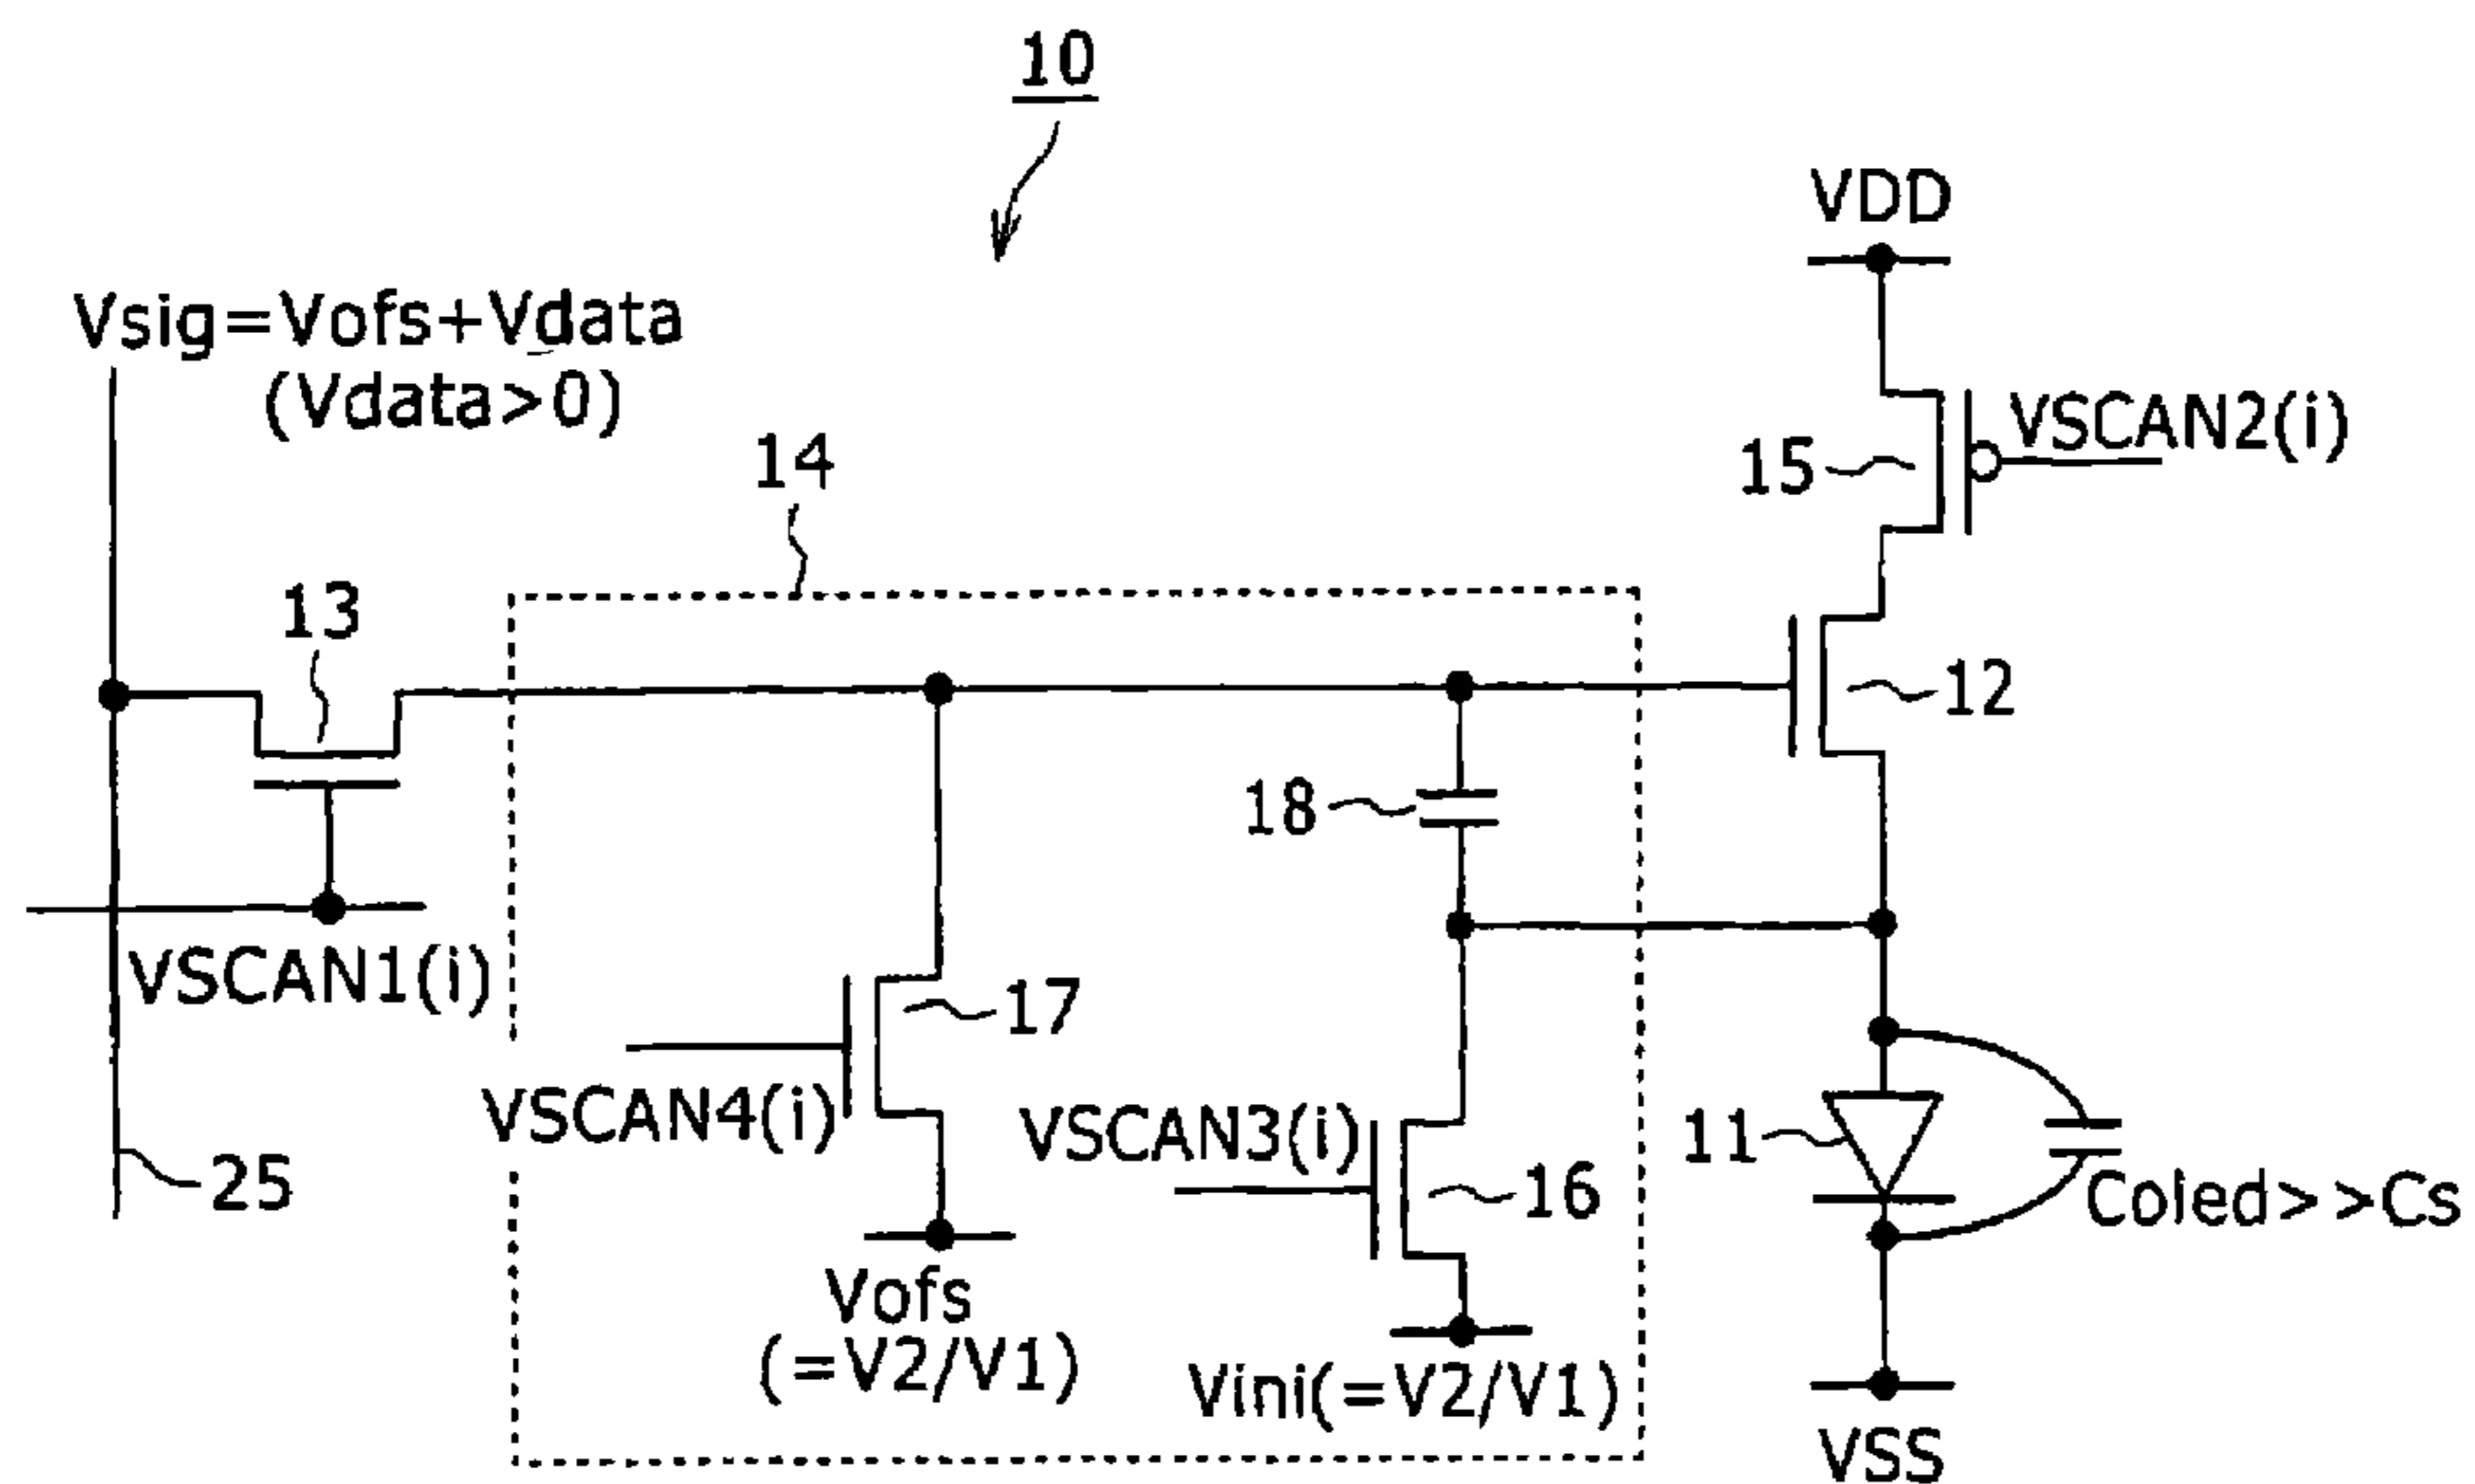 10
VDD
Vsig=Vofs+Vdata
(Vdata>0)
VSCAN2(i)
14
15
13
12
18
VSCAN1(i)
17
VSCAN4(i)
VSCAN3(i)
11
25
16
Coled>>Cs
Vofs
(=V2/V1)
Vini(=V2/V1)
VSS